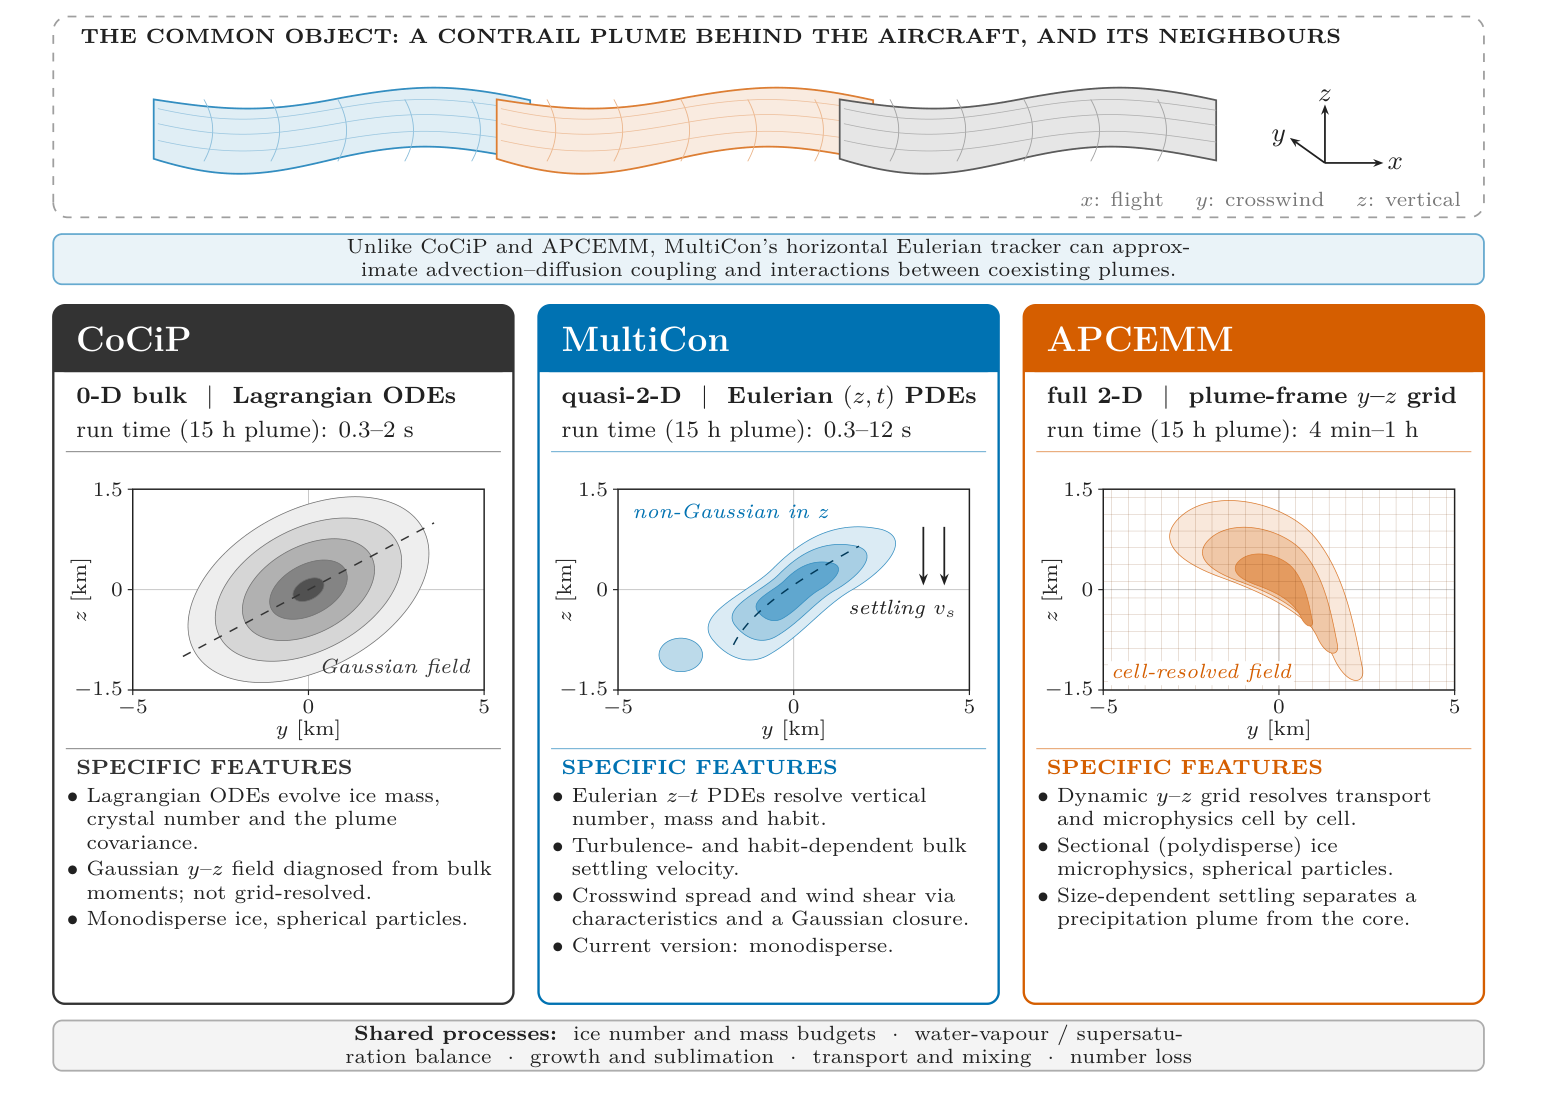 THE COMMON OBJECT: A CONTRAIL PLUME BEHIND THE AIRCRAFT, AND ITS NEIGHBOURS
z
y
x
x: flight y: crosswind z: vertical
Unlike CoCiP and APCEMM, MultiCon's horizontal Eulerian tracker can approx-
imate advection–diffusion coupling and interactions between coexisting plumes.
CoCiP
0-D bulk | Lagrangian ODEs
run time (15 h plume): 0.3–2 s
1.5
0
−1.5
z [km]
Gaussian field
−5 0 5
y [km]
SPECIFIC FEATURES
• Lagrangian ODEs evolve ice mass,
crystal number and the plume
covariance.
• Gaussian y–z field diagnosed from bulk
moments; not grid-resolved.
• Monodisperse ice, spherical particles.
MultiCon
quasi-2-D | Eulerian (z, t) PDEs
run time (15 h plume): 0.3–12 s
1.5
0
−1.5
z [km]
non-Gaussian in z
settling vₛ
−5 0 5
y [km]
SPECIFIC FEATURES
• Eulerian z–t PDEs resolve vertical
number, mass and habit.
• Turbulence- and habit-dependent bulk
settling velocity.
• Crosswind spread and wind shear via
characteristics and a Gaussian closure.
• Current version: monodisperse.
APCEMM
full 2-D | plume-frame y–z grid
run time (15 h plume): 4 min–1 h
1.5
0
−1.5
z [km]
cell-resolved field
−5 0 5
y [km]
SPECIFIC FEATURES
• Dynamic y–z grid resolves transport
and microphysics cell by cell.
• Sectional (polydisperse) ice
microphysics, spherical particles.
• Size-dependent settling separates a
precipitation plume from the core.
Shared processes: ice number and mass budgets · water-vapour / supersatu-
ration balance · growth and sublimation · transport and mixing · number loss